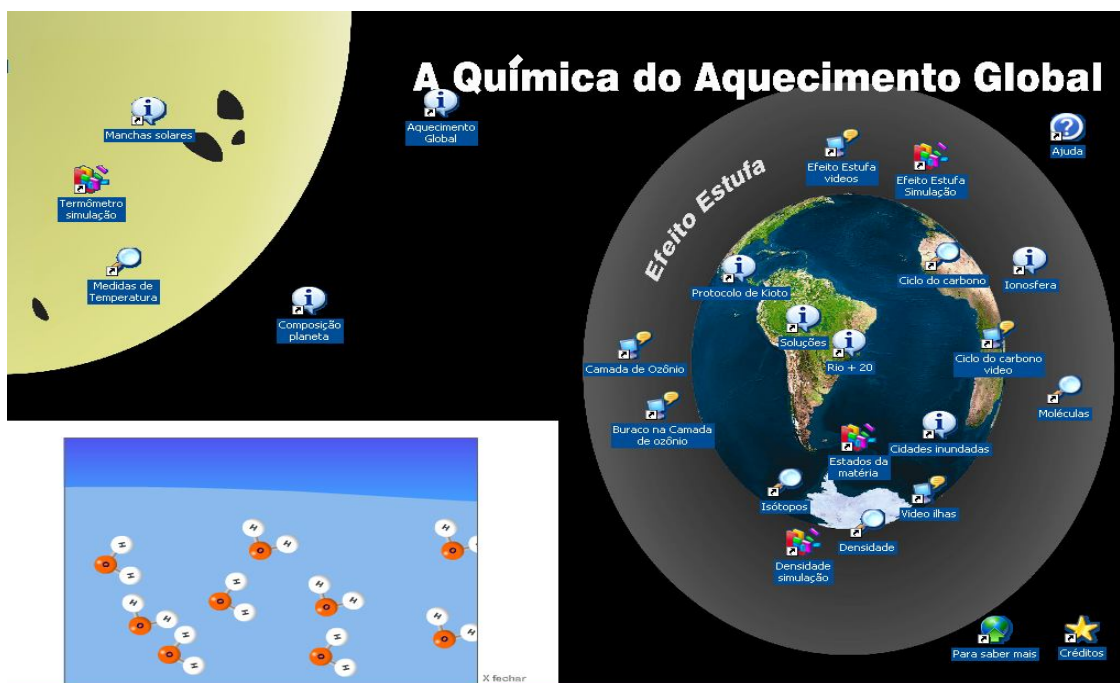 A Química do Aquecimento Global
Manchas solares
Aquecimento
Global
Termômetro
simulação
Medidas de
Temperatura
Composição
planeta
Ajuda
Efeito Estufa
Efeito Estufa
videos
Efeito Estufa
Simulação
Protocolo de Kioto
Ciclo do carbono
Ionosfera
Soluções
Rio + 20
Camada de Ozônio
Ciclo do carbono
video
Buraco na Camada
de ozônio
Moléculas
Estados da
matéria
Cidades inundadas
Isótopos
Video ilhas
Densidade
Densidade
simulação
Para saber mais
Créditos
H
H
O
H
H
O
H
O
H
H
O
H
H
O
H
H
O
H
H
O
H
H
O
H
H
O
X fechar